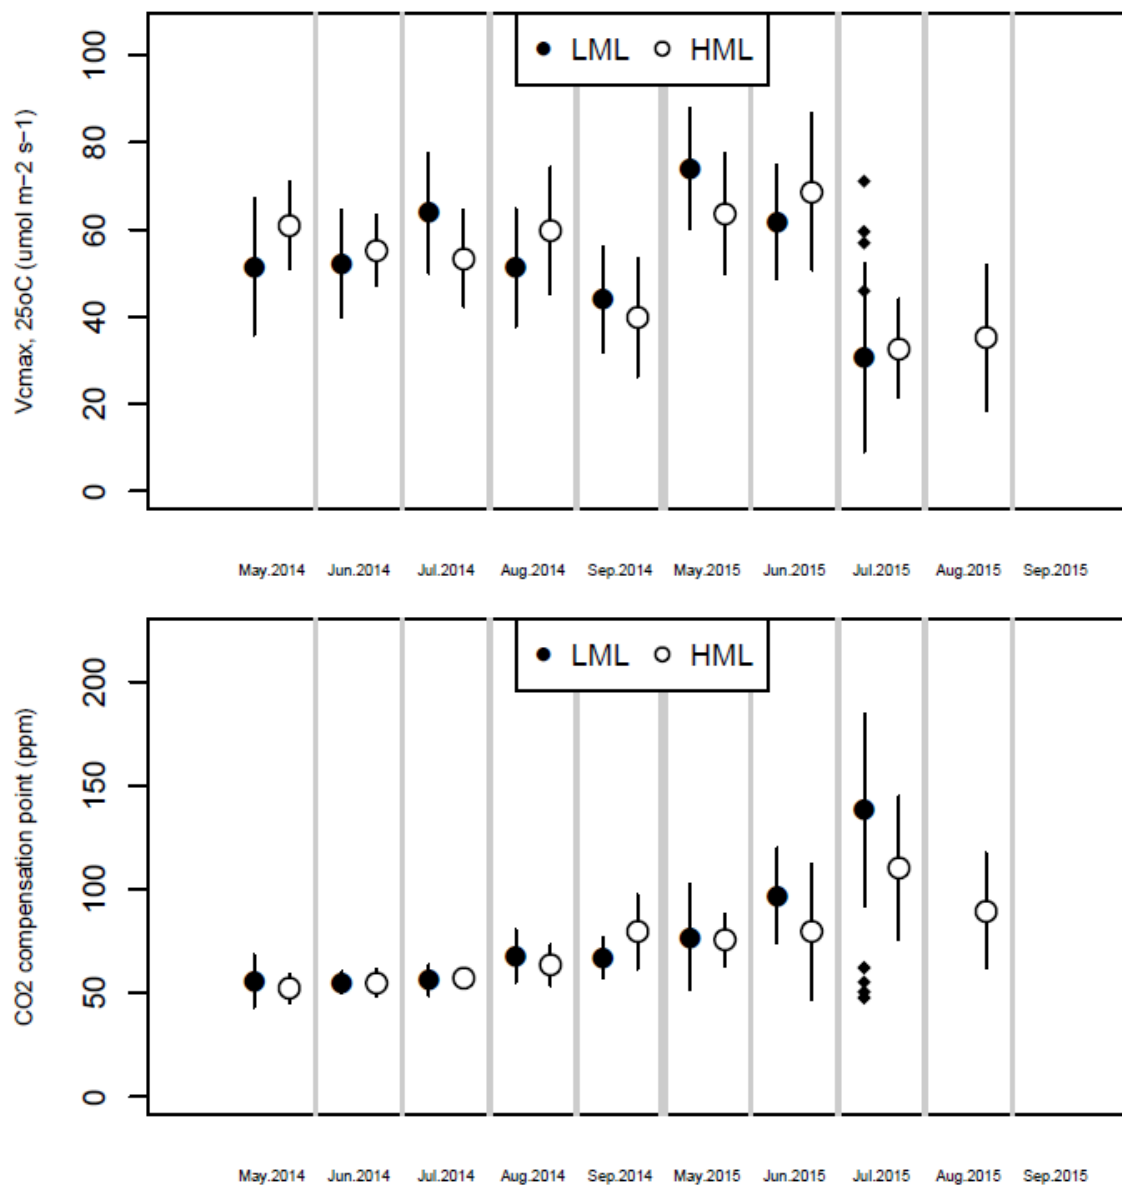 LML HML
Vcmax, 25oC (umol m−2 s−1)
100
80
60
40
20
0
May.2014 Jun.2014 Jul.2014 Aug.2014 Sep.2014 May.2015 Jun.2015 Jul.2015 Aug.2015 Sep.2015
LML HML
CO2 compensation point (ppm)
200
150
100
50
0
May.2014 Jun.2014 Jul.2014 Aug.2014 Sep.2014 May.2015 Jun.2015 Jul.2015 Aug.2015 Sep.2015